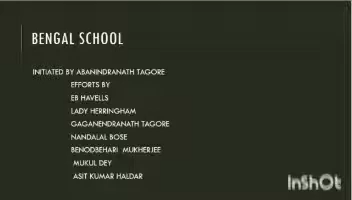 BENGAL SCHOOL
INITIATED BY ABANINDRANATH TAGORE
EFFORTS BY
EB HAVELLS
LADY HERRINGHAM
GAGANENDRANATH TAGORE
NANDALAL BOSE
BENODBEHARI MUKHERJEE
MUKUL DEY
ASIT KUMAR HALDAR
InShOt